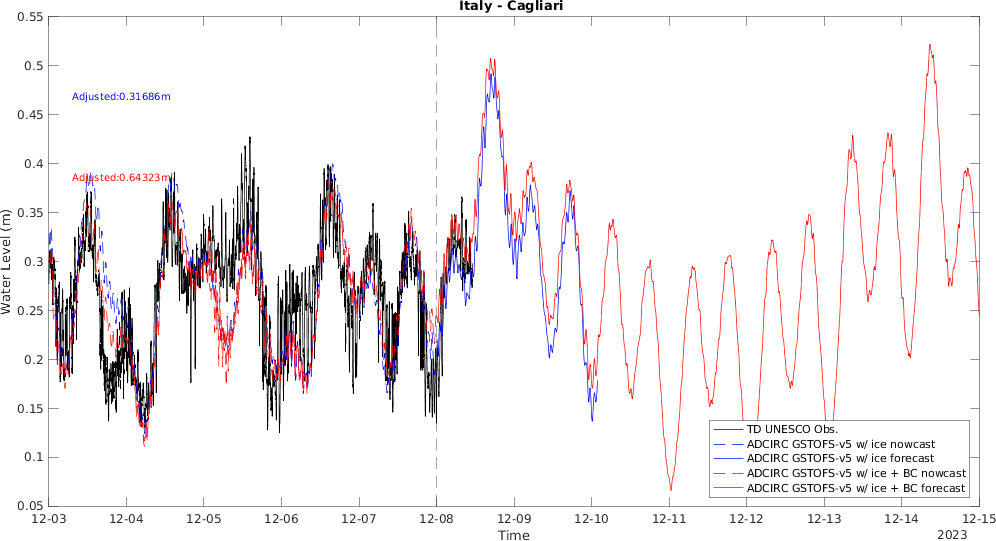 Italy - Cagliari
0.55
0.5
0.45
0.4
0.35
0.3
0.25
0.2
0.15
0.1
0.05
Water Level (m)
Adjusted:0.31686m
Adjusted:0.64323m
TD UNESCO Obs.
ADCIRC GSTOFS-v5 w/ ice nowcast
ADCIRC GSTOFS-v5 w/ ice forecast
ADCIRC GSTOFS-v5 w/ ice + BC nowcast
ADCIRC GSTOFS-v5 w/ ice + BC forecast
12-03 12-04 12-05 12-06 12-07 12-08 12-09 12-10 12-11 12-12 12-13 12-14 12-15
Time
2023